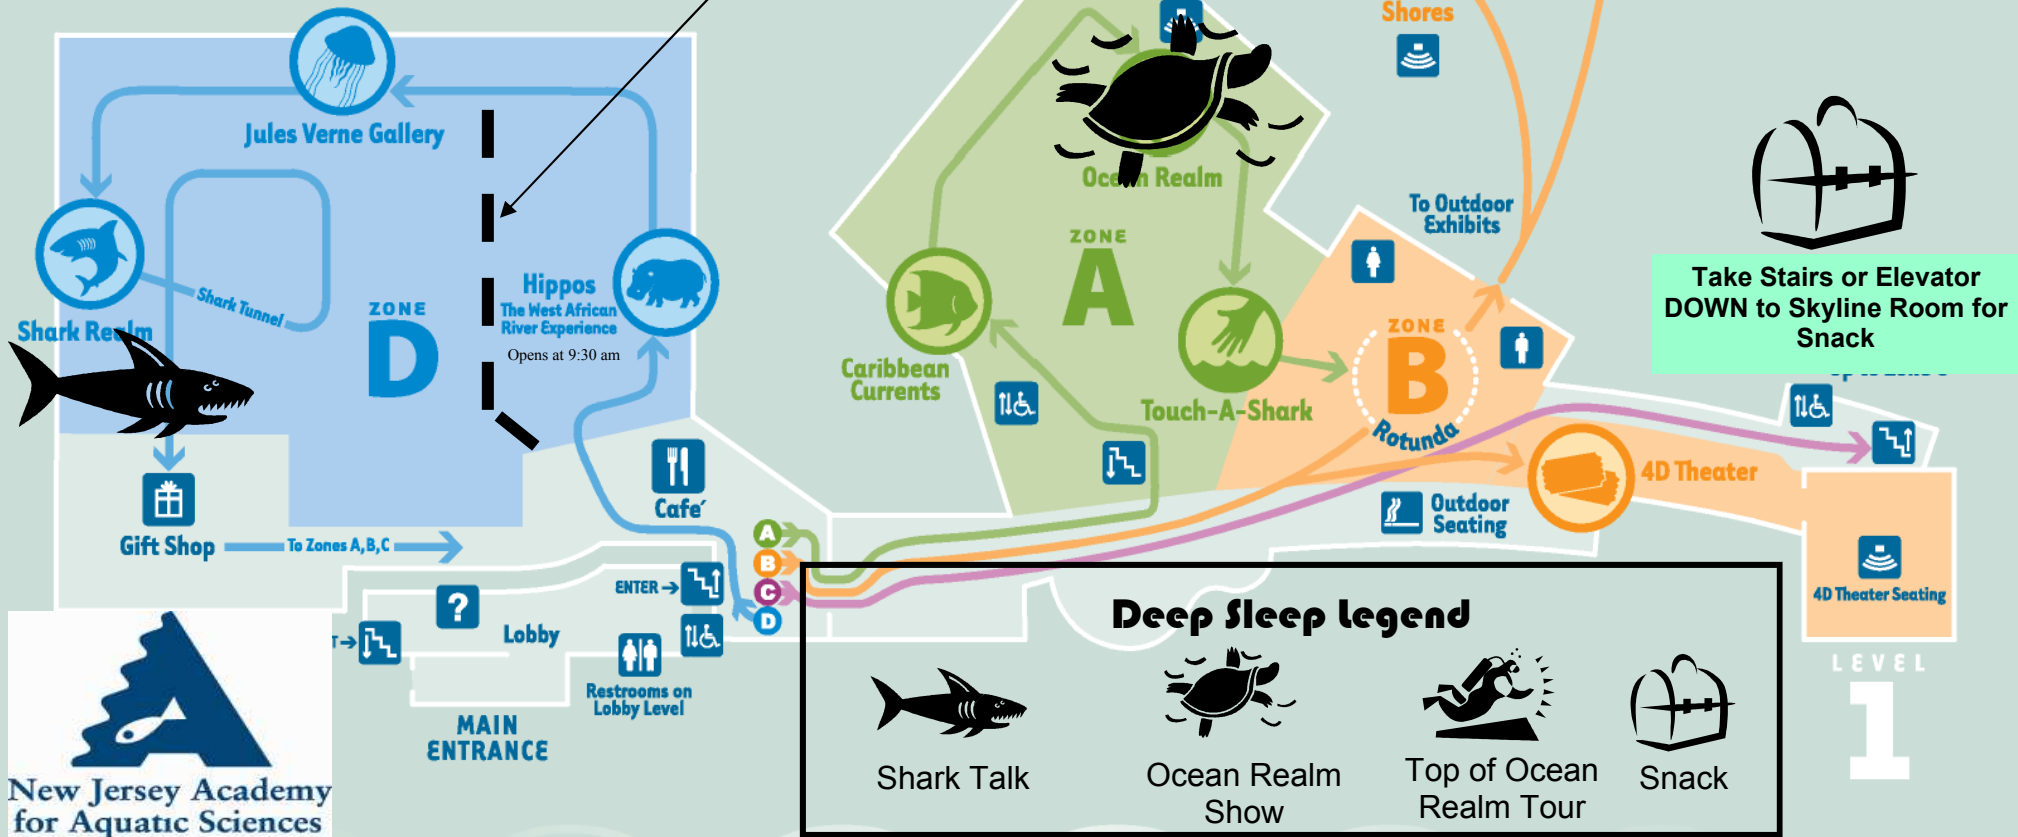 Shores
Jules Verne Gallery
Ocean Realm
To Outdoor
Exhibits
Take Stairs or Elevator
DOWN to Skyline Room for
Snack
ZONE
A
Hippos
The West African
River Experience
Opens at 9:30 am
Shark Tunnel
ZONE
D
Shark Realm
Caribbean
Currents
Touch-A-Shark
ZONE
B
Rotunda
4D Theater
Outdoor
Seating
Cafe´
Gift Shop
To Zones A,B,C
A
B
C
D
ENTER
?
Lobby
Restrooms on
Lobby Level
MAIN
ENTRANCE
4D Theater Seating
LEVEL
1
Deep Sleep Legend
Shark Talk
Ocean Realm
Show
Top of Ocean
Realm Tour
Snack
New Jersey Academy
for Aquatic Sciences